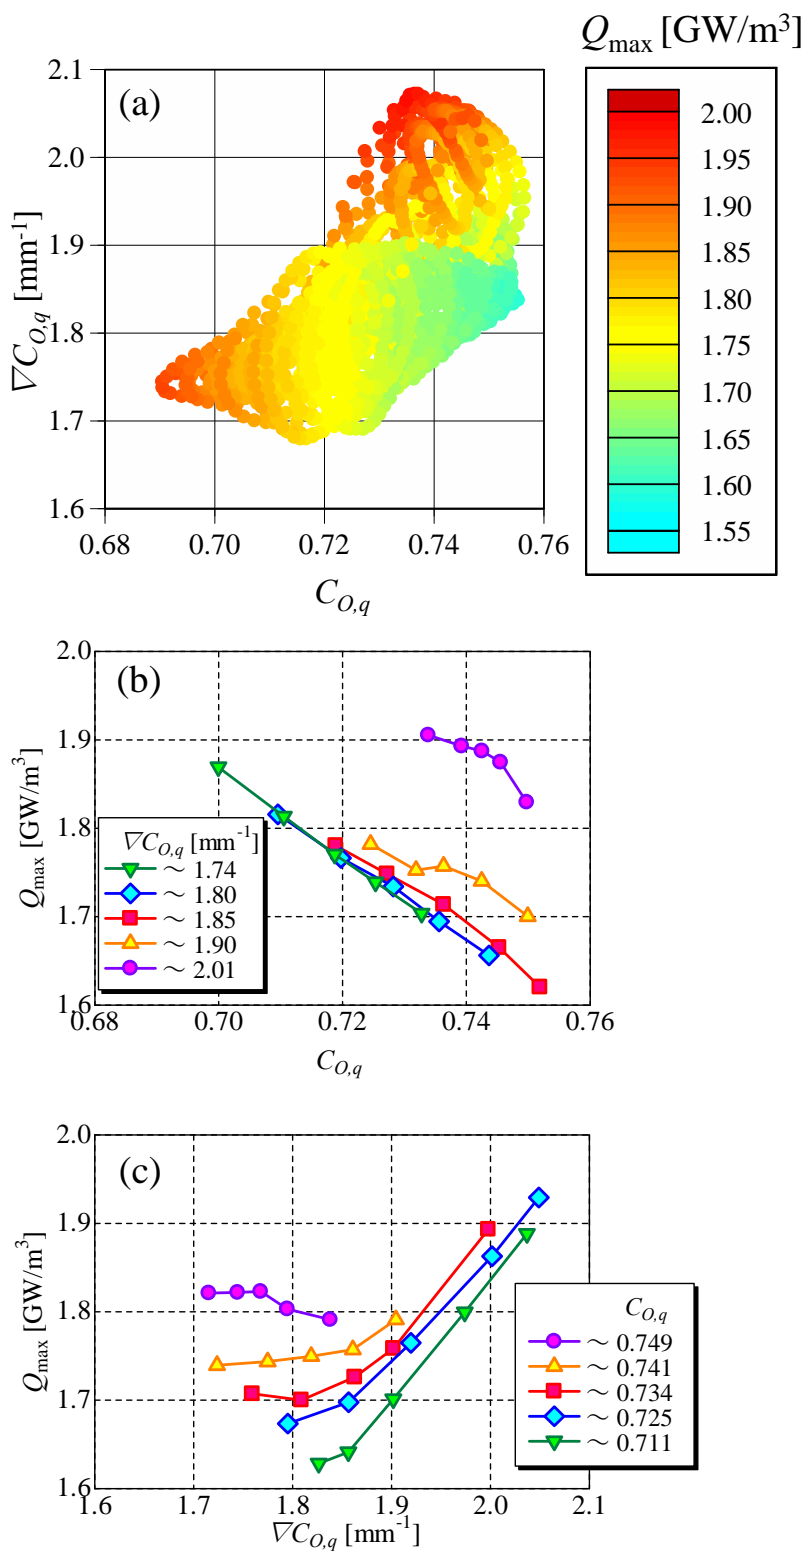 Q_max [GW/m³]
(a)
2.1
2.0
1.9
1.8
1.7
1.6
∇C_O,q [mm⁻¹]
0.68 0.70 0.72 0.74 0.76
C_O,q
2.00
1.95
1.90
1.85
1.80
1.75
1.70
1.65
1.60
1.55
(b)
2.0
1.9
1.8
1.7
1.6
Q_max [GW/m³]
∇C_O,q [mm⁻¹]
～ 1.74
～ 1.80
～ 1.85
～ 1.90
～ 2.01
0.68 0.70 0.72 0.74 0.76
C_O,q
(c)
2.0
1.9
1.8
1.7
1.6
Q_max [GW/m³]
C_O,q
～ 0.749
～ 0.741
～ 0.734
～ 0.725
～ 0.711
1.6 1.7 1.8 1.9 2.0 2.1
∇C_O,q [mm⁻¹]